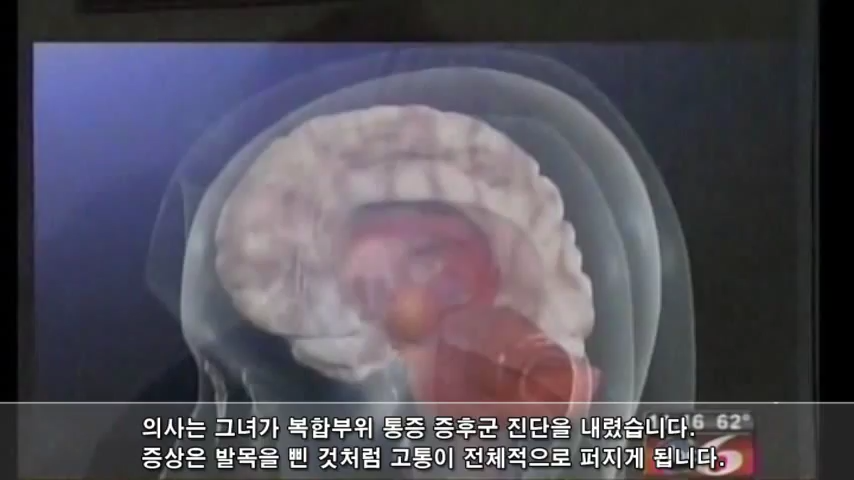 의사는 그녀가 복합부위 통증 증후군 진단을 내렸습니다.
62°
증상은 발목을 삔 것처럼 고통이 전체적으로 퍼지게 됩니다.
6